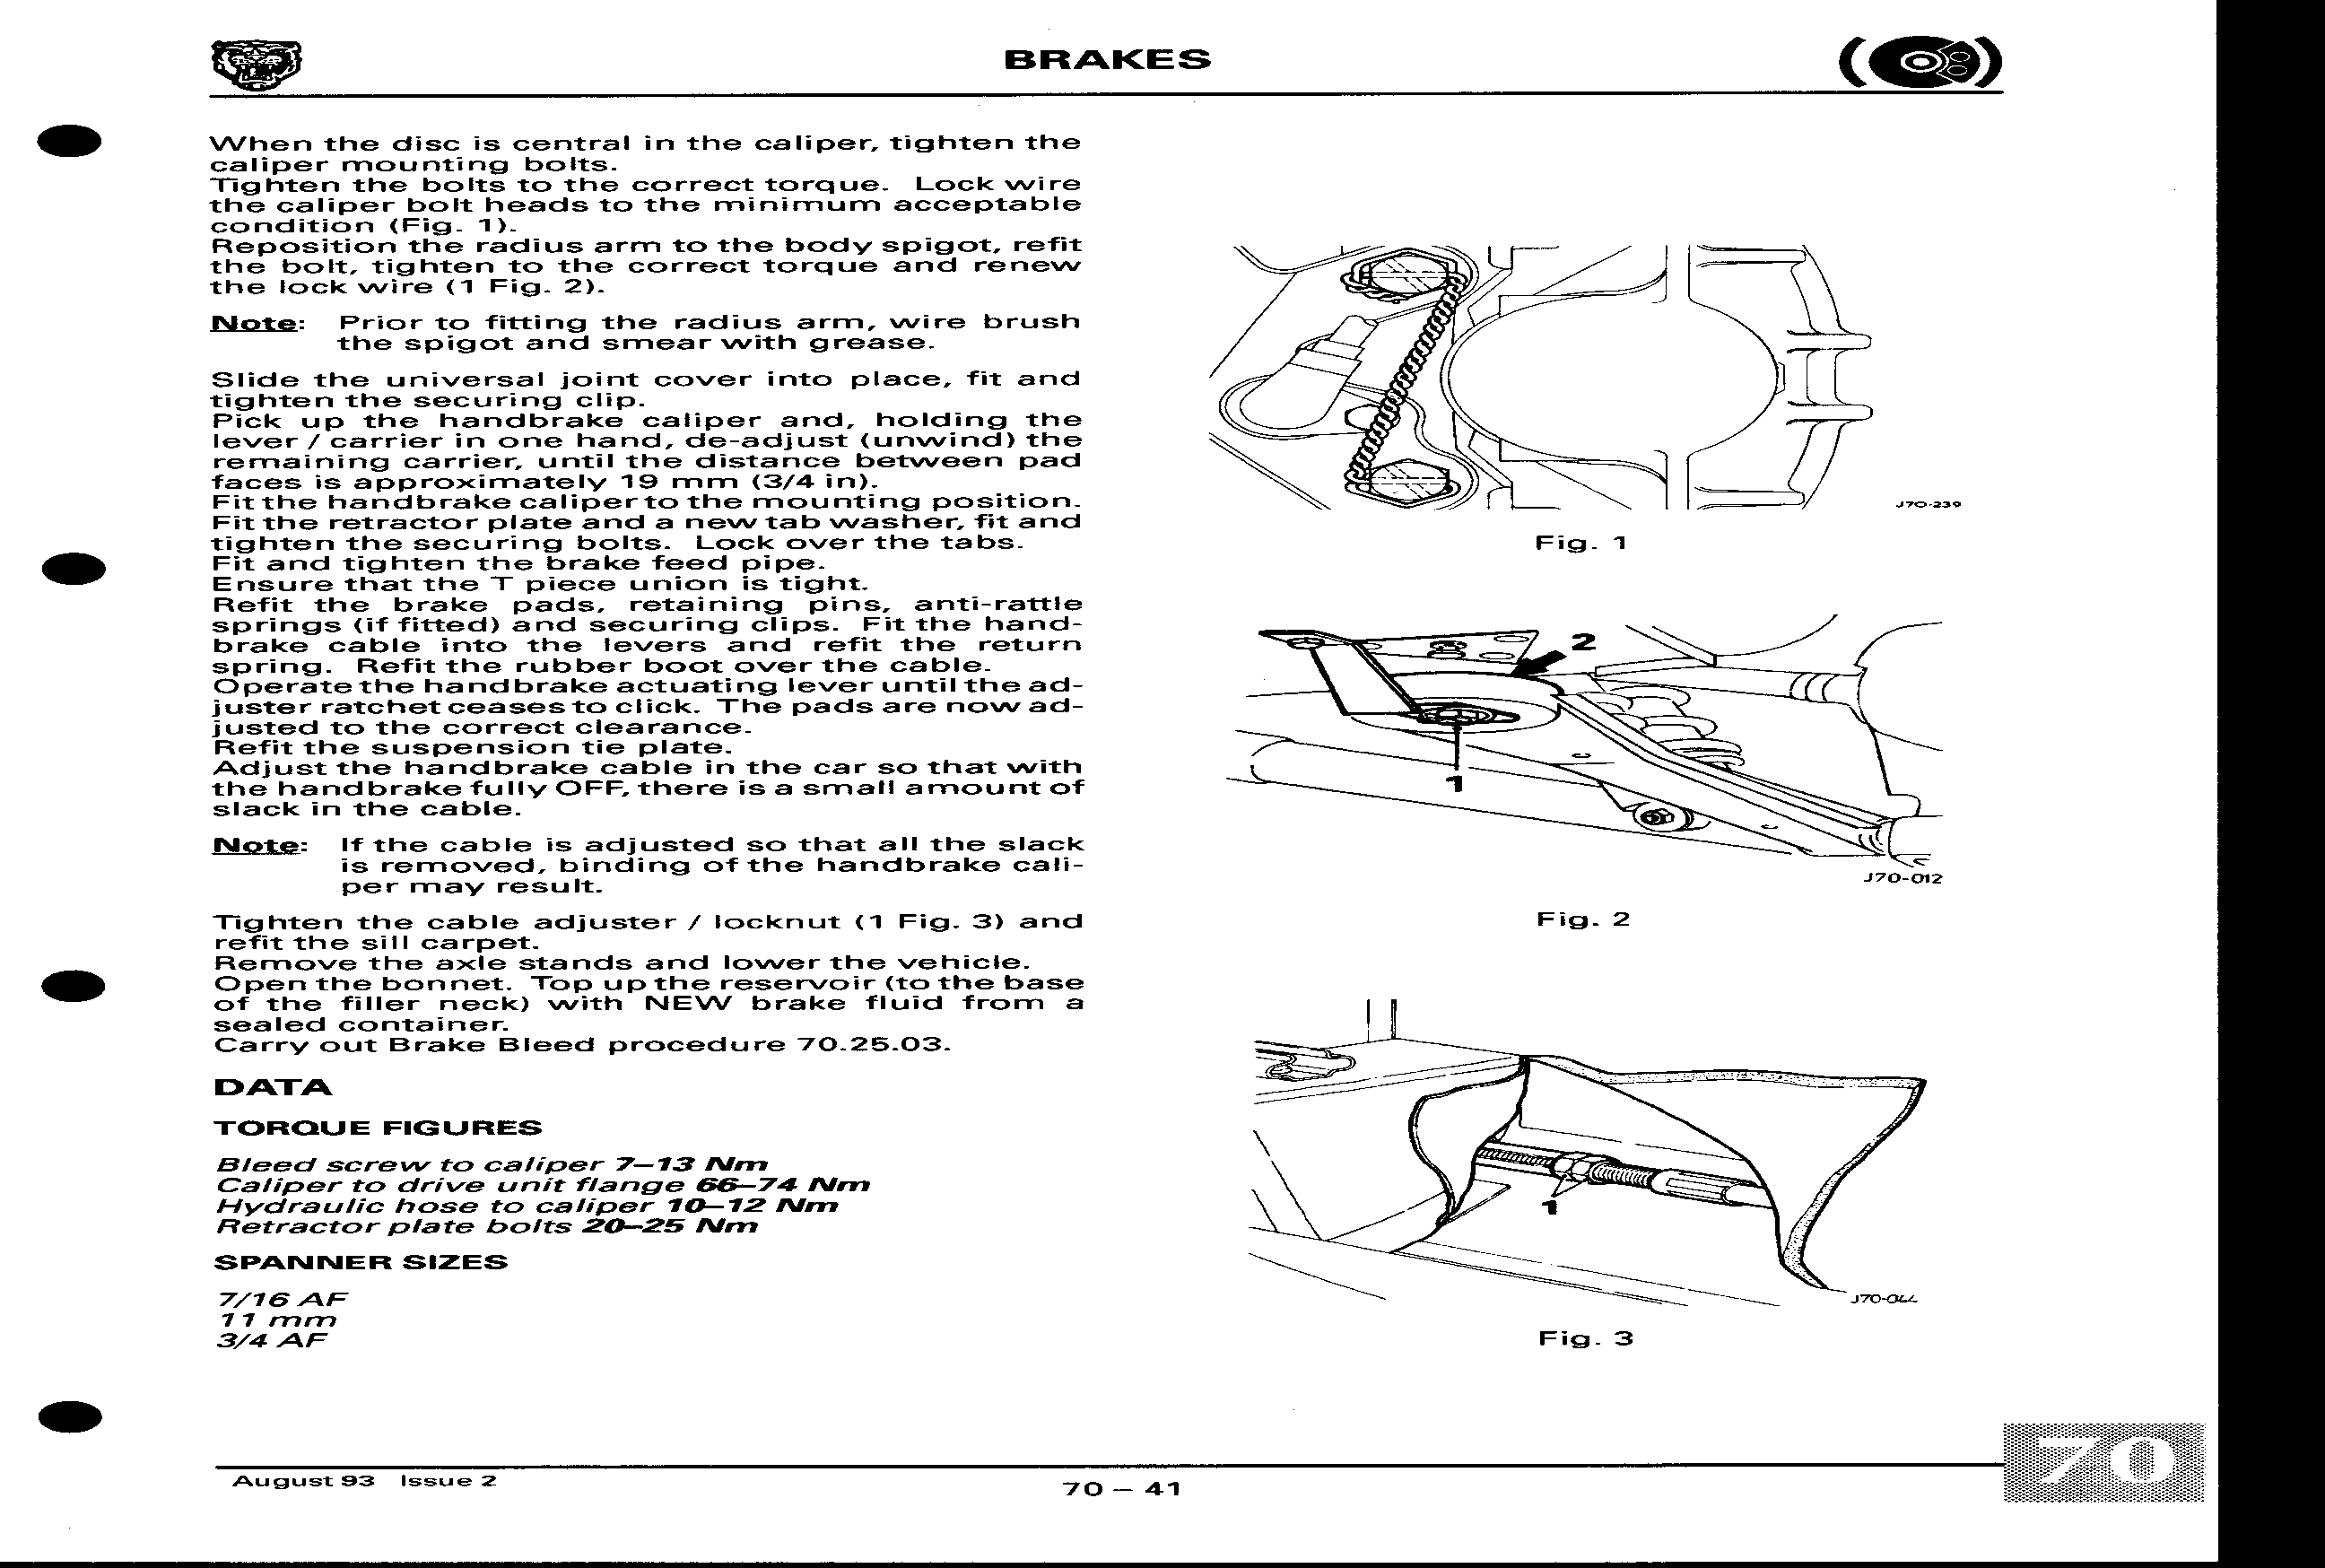 BRAKES
When the disc is central in the caliper, tighten the
caliper mounting bolts.
Tighten the bolts to the correct torque. Lock wire
the caliper bolt heads to the minimum acceptable
condition (Fig. 1).
Reposition the radius arm to the body spigot, refit
the bolt, tighten to the correct torque and renew
the lock wire (1 Fig. 2).
Note: Prior to fitting the radius arm, wire brush
the spigot and smear with grease.
Slide the universal joint cover into place, fit and
tighten the securing clip.
Pick up the handbrake caliper and, holding the
lever / carrier in one hand, de-adjust (unwind) the
remaining carrier, until the distance between pad
faces is approximately 19 mm (3/4 in).
Fit the handbrake caliper to the mounting position.
Fit the retractor plate and a new tab washer, fit and
tighten the securing bolts. Lock over the tabs.
Fit and tighten the brake feed pipe.
Ensure that the T piece union is tight.
Refit the brake pads, retaining pins, anti-rattle
springs (if fitted) and securing clips. Fit the hand-
brake cable into the levers and refit the return
spring. Refit the rubber boot over the cable.
Operate the handbrake actuating lever until the ad-
juster ratchet ceases to click. The pads are now ad-
justed to the correct clearance.
Refit the suspension tie plate.
Adjust the handbrake cable in the car so that with
the handbrake fully OFF, there is a small amount of
slack in the cable.
Note: If the cable is adjusted so that all the slack
is removed, binding of the handbrake cali-
per may result.
Tighten the cable adjuster / locknut (1 Fig. 3) and
refit the sill carpet.
Remove the axle stands and lower the vehicle.
Open the bonnet. Top up the reservoir (to the base
of the filler neck) with NEW brake fluid from a
sealed container.
Carry out Brake Bleed procedure 70.25.03.
DATA
TORQUE FIGURES
Bleed screw to caliper 7–13 Nm
Caliper to drive unit flange 66–74 Nm
Hydraulic hose to caliper 10–12 Nm
Retractor plate bolts 20–25 Nm
SPANNER SIZES
7/16 AF
11 mm
3/4 AF
J70-239
Fig. 1
2
1
J70-012
Fig. 2
1
J70-044
Fig. 3
August 93 Issue 2
70 – 41
70